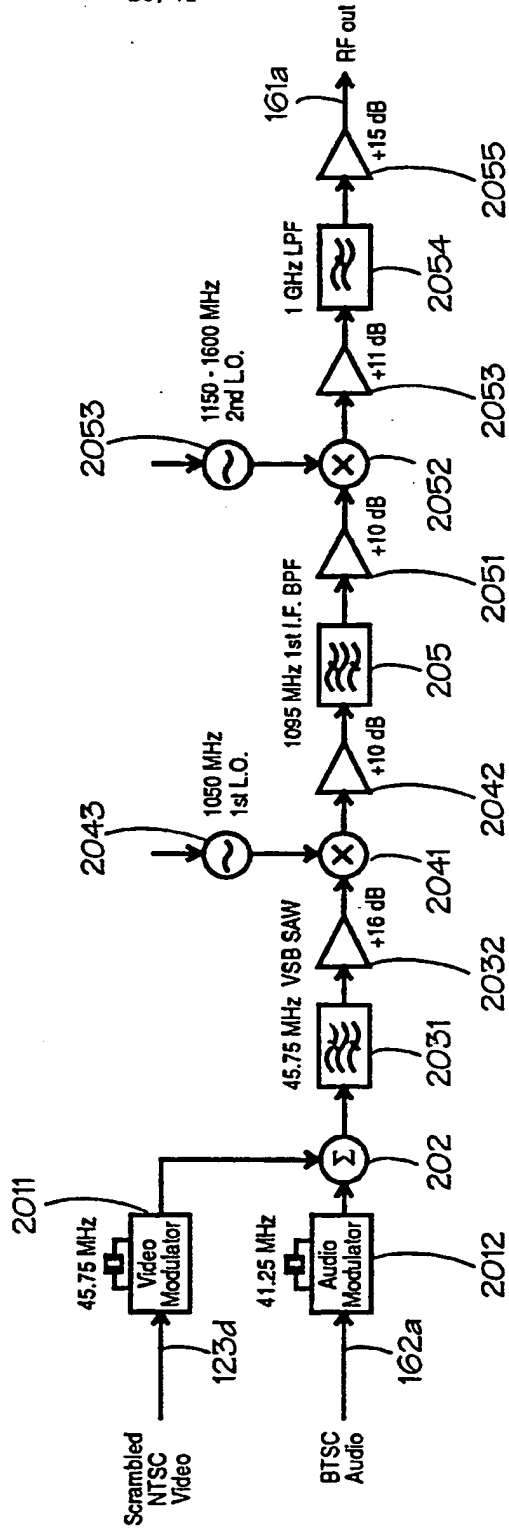 Scrambled
NTSC
Video
123d
45.75 MHz
Video
Modulator
2011
BTSC
Audio
162a
41.25 MHz
Audio
Modulator
2012
Σ
202
45.75 MHz VSB SAW
2031
+16 dB
2032
×
2041
1050 MHz
1st L.O.
2043
+10 dB
2042
1095 MHz 1st I.F. BPF
205
+10 dB
2051
×
2052
1150 - 1600 MHz
2nd L.O.
2053
+11 dB
2053
1 GHz LPF
2054
+15 dB
2055
161a
RF out